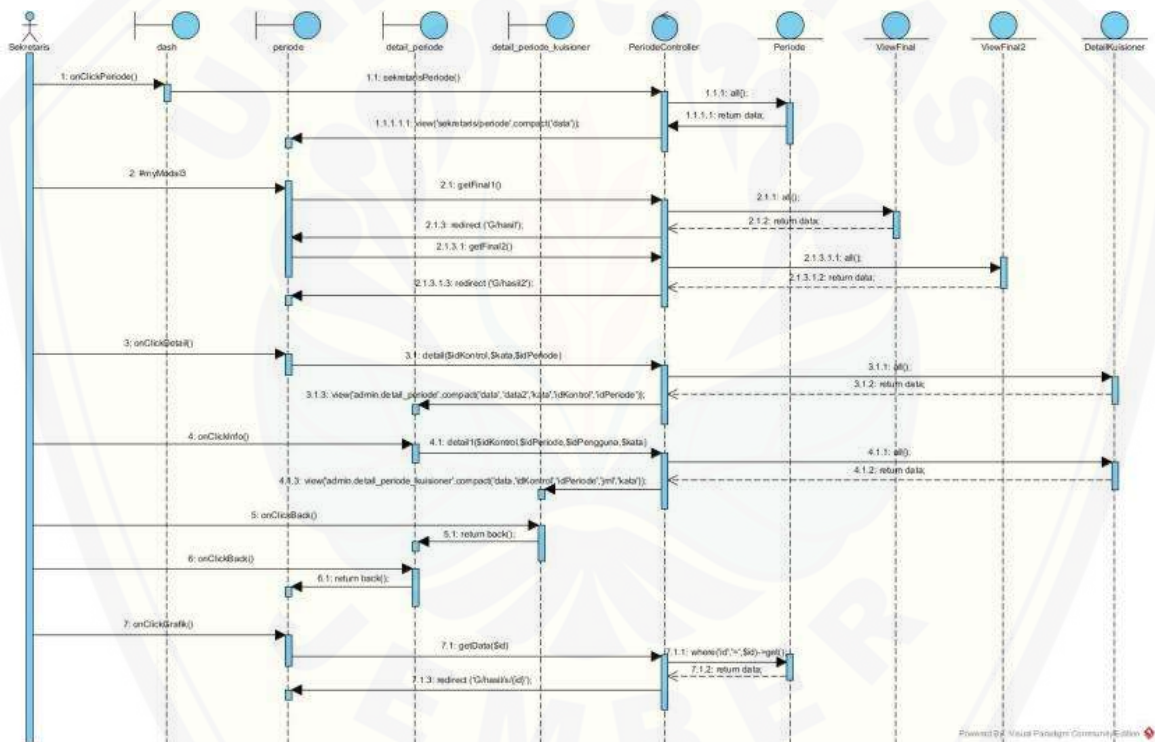 Sekretaris
dash
periode
detail_periode
detail_periode_kuisioner
PeriodeController
Periode
ViewFinal
ViewFinal2
DetailKuisioner
1: onClickPeriode()
1.1: sekretarisPeriode()
1.1.1: all();
1.1.1.1: return data;
1.1.1.1.1: view('sekretaris/periode',compact('data'));
2: #myModal3
2.1: getFinal1()
2.1.1: all();
2.1.2: return data;
2.1.3: redirect ('G/hasil');
2.1.3.1: getFinal2()
2.1.3.1.1: all();
2.1.3.1.2: return data;
2.1.3.1.3: redirect ('G/hasil2');
3: onClickDetail()
3.1: detail($idKontrol,$kata,$idPeriode)
3.1.1: all();
3.1.2: return data;
3.1.3: view('admin.detail_periode',compact('data','data2','kata','idKontrol','idPeriode'));
4: onClickInfo()
4.1: detail1($idKontrol,$idPeriode,$idPengguna,$kata)
4.1.1: all();
4.1.2: return data;
4.1.3: view('admin.detail_periode_kuisioner',compact('data,'idKontrol','idPeriode','jml','kata'));
5: onClickBack()
5.1: return back();
6: onClickBack()
6.1: return back();
7: onClickGrafik()
7.1: getData($id)
7.1.1: where('id','=',$id)->get()
7.1.2: return data;
7.1.3: redirect ('G/hasil/s/{id}');
UNIVERSITAS
JEMBER
Powered By Visual Paradigm Community Edition